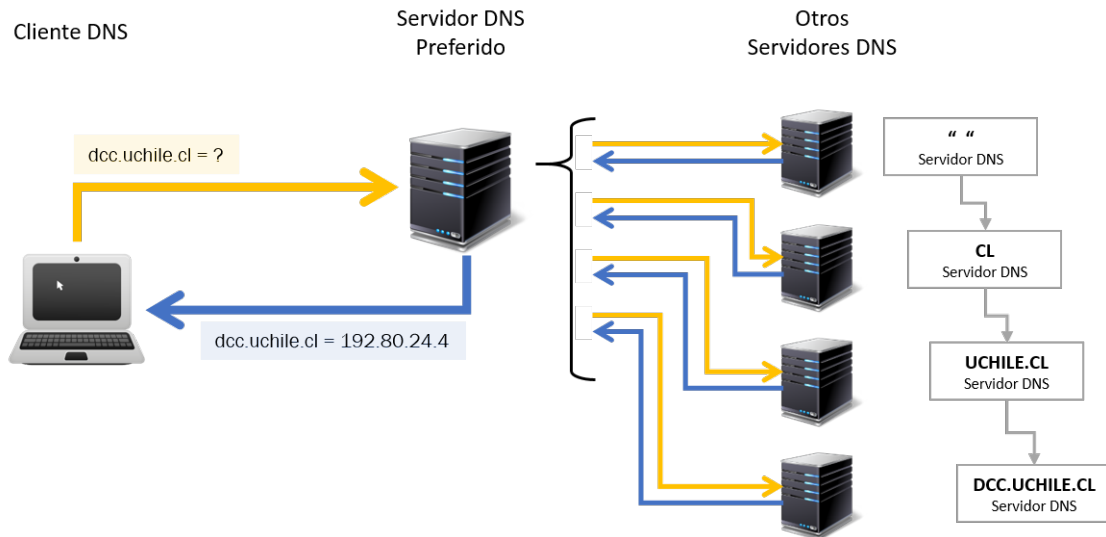 Cliente DNS
Servidor DNS
Preferido
Otros
Servidores DNS
dcc.uchile.cl = ?
dcc.uchile.cl = 192.80.24.4
“ “
Servidor DNS
CL
Servidor DNS
UCHILE.CL
Servidor DNS
DCC.UCHILE.CL
Servidor DNS